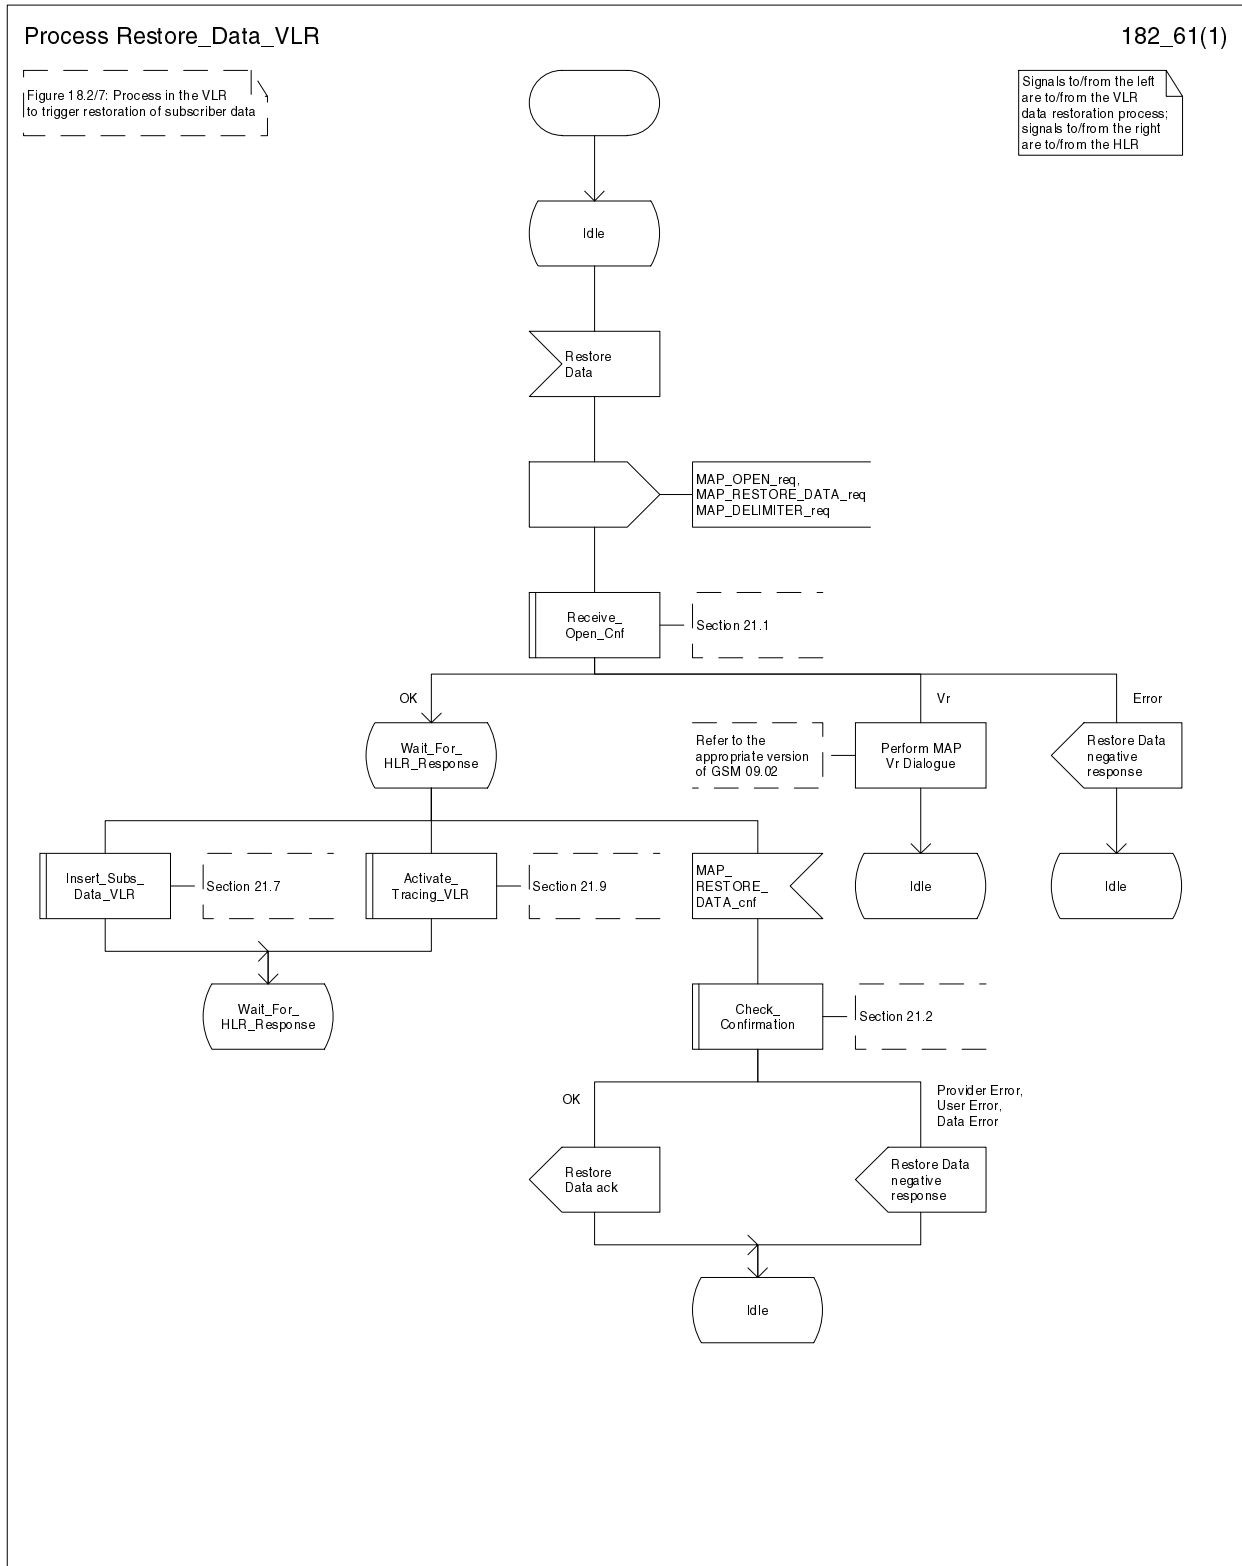 Process Restore_Data_VLR
182_61(1)
Figure 18.2/7: Process in the VLR
to trigger restoration of subscriber data
Signals to/from the left
are to/from the VLR
data restoration process;
signals to/from the right
are to/from the HLR
Idle
Restore
Data
MAP_OPEN_req,
MAP_RESTORE_DATA_req
MAP_DELIMITER_req
Receive_
Open_Cnf
Section 21.1
OK
Vr
Error
Wait_For_
HLR_Response
Refer to the
appropriate version
of GSM 09.02
Perform MAP
Vr Dialogue
Restore Data
negative
response
Insert_Subs_
Data_VLR
Section 21.7
Activate_
Tracing_VLR
Section 21.9
MAP_
RESTORE_
DATA_cnf
Idle
Idle
Wait_For_
HLR_Response
Check_
Confirmation
Section 21.2
OK
Provider Error,
User Error,
Data Error
Restore
Data ack
Restore Data
negative
response
Idle